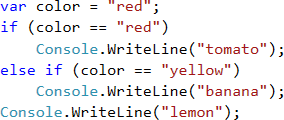 var color = "red";
if (color == "red")
    Console.WriteLine("tomato");
else if (color == "yellow")
    Console.WriteLine("banana");
Console.WriteLine("lemon");